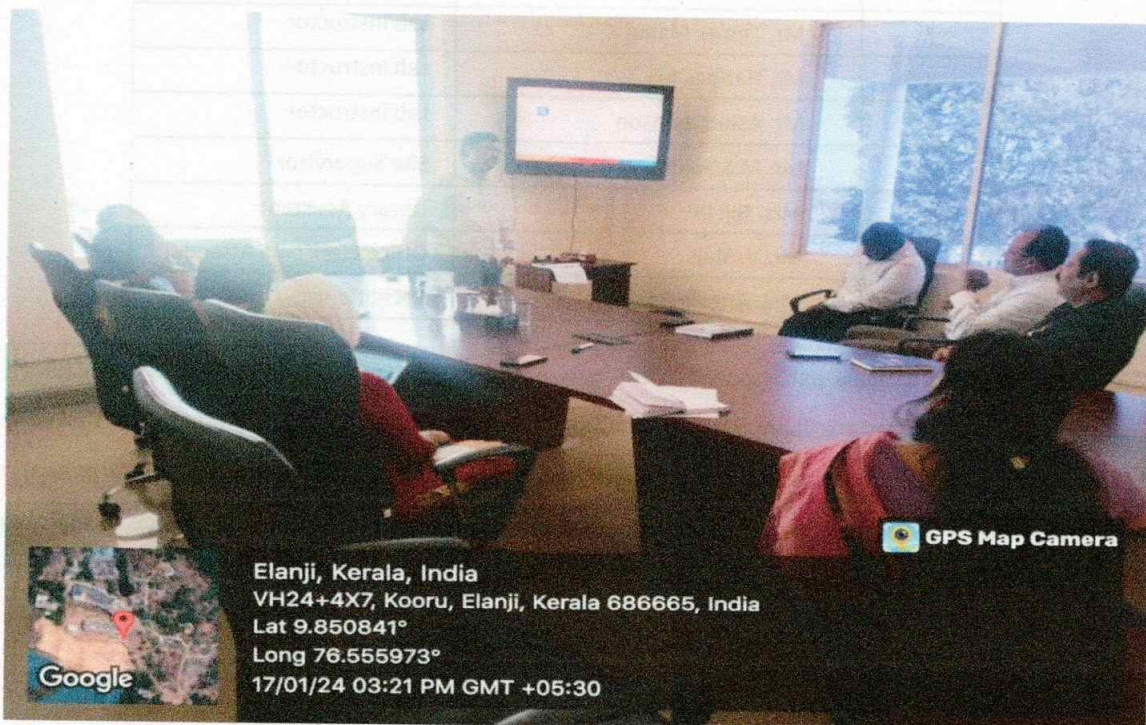 GPS Map Camera
Elanji, Kerala, India
VH24+4X7, Kooru, Elanji, Kerala 686665, India
Lat 9.850841°
Long 76.555973°
17/01/24 03:21 PM GMT +05:30
Google